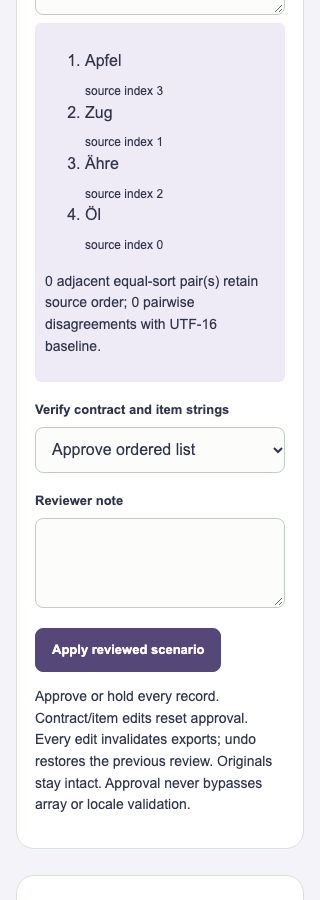 1. Apfel
source index 3
2. Zug
source index 1
3. Ähre
source index 2
4. Öl
source index 0
0 adjacent equal-sort pair(s) retain
source order; 0 pairwise
disagreements with UTF-16
baseline.
Verify contract and item strings
Approve ordered list
Reviewer note
Apply reviewed scenario
Approve or hold every record.
Contract/item edits reset approval.
Every edit invalidates exports; undo
restores the previous review. Originals
stay intact. Approval never bypasses
array or locale validation.